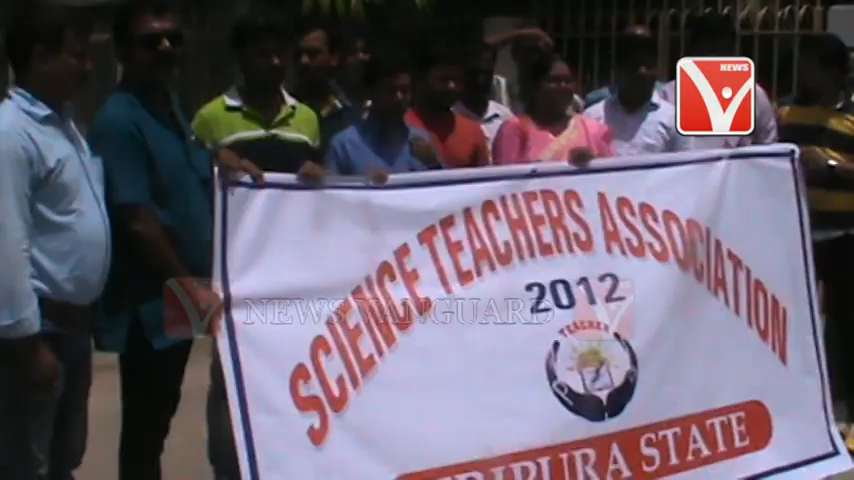 NEWS
V
SCIENCE TEACHERS ASSOCIATION
2012
NEWS VANGUARD
TEACHER
TRIPURA STATE